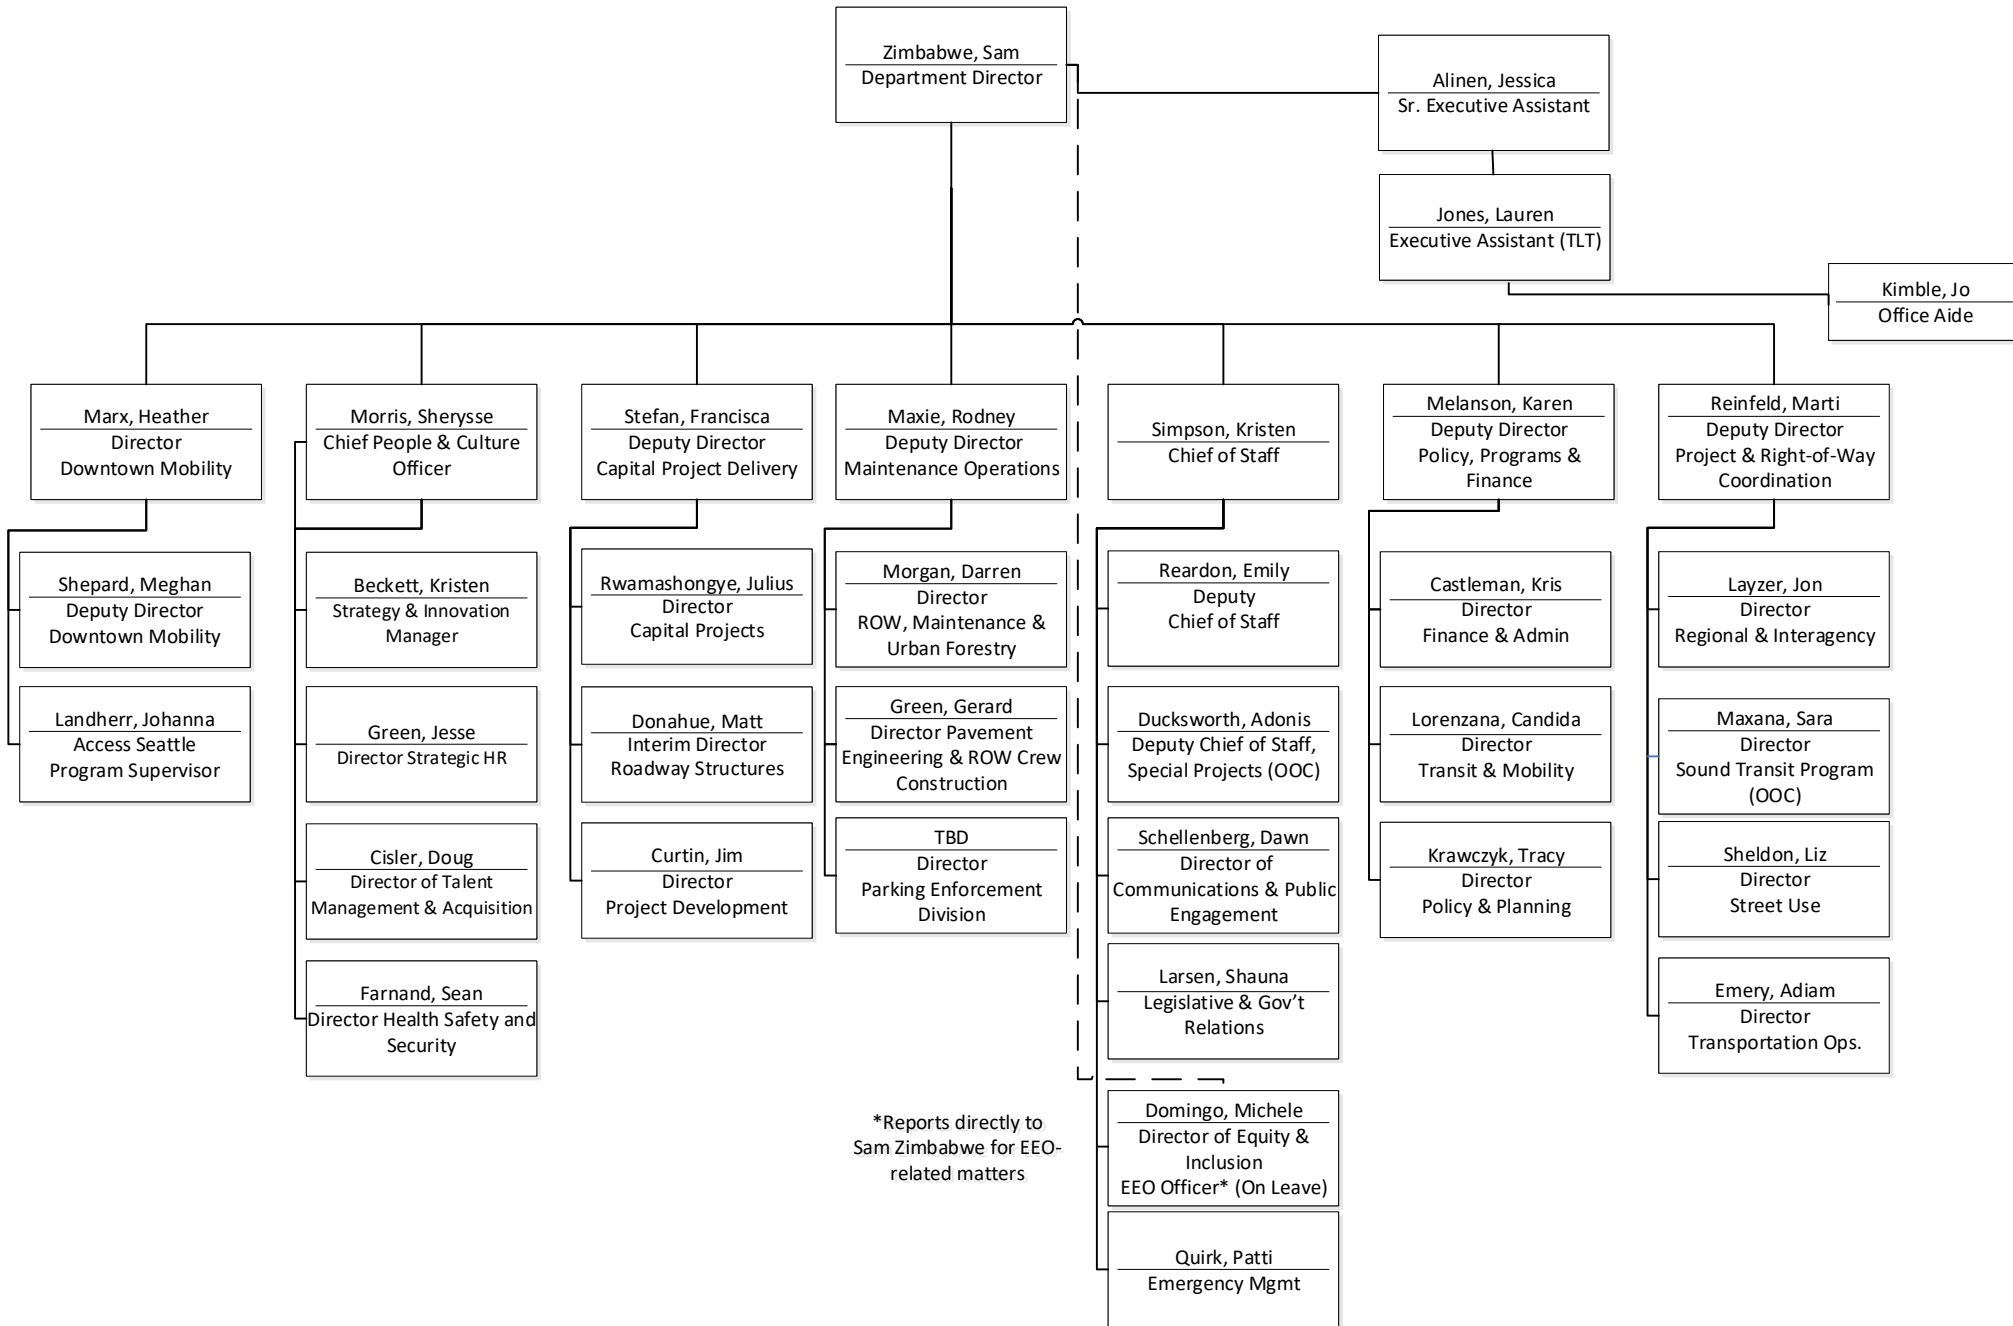 Zimbabwe, Sam
Department Director
Alinen, Jessica
Sr. Executive Assistant
Jones, Lauren
Executive Assistant (TLT)
Kimble, Jo
Office Aide
Marx, Heather
Director
Downtown Mobility
Shepard, Meghan
Deputy Director
Downtown Mobility
Landherr, Johanna
Access Seattle
Program Supervisor
Morris, Sherysse
Chief People & Culture
Officer
Beckett, Kristen
Strategy & Innovation
Manager
Green, Jesse
Director Strategic HR
Cisler, Doug
Director of Talent
Management & Acquisition
Farnand, Sean
Director Health Safety and
Security
Stefan, Francisca
Deputy Director
Capital Project Delivery
Rwamashongye, Julius
Director
Capital Projects
Donahue, Matt
Interim Director
Roadway Structures
Curtin, Jim
Director
Project Development
Maxie, Rodney
Deputy Director
Maintenance Operations
Morgan, Darren
Director
ROW, Maintenance &
Urban Forestry
Green, Gerard
Director Pavement
Engineering & ROW Crew
Construction
TBD
Director
Parking Enforcement
Division
*Reports directly to
Sam Zimbabwe for EEO-
related matters
Simpson, Kristen
Chief of Staff
Reardon, Emily
Deputy
Chief of Staff
Ducksworth, Adonis
Deputy Chief of Staff,
Special Projects (OOC)
Schellenberg, Dawn
Director of
Communications & Public
Engagement
Larsen, Shauna
Legislative & Gov’t
Relations
Domingo, Michele
Director of Equity &
Inclusion
EEO Officer* (On Leave)
Quirk, Patti
Emergency Mgmt
Melanson, Karen
Deputy Director
Policy, Programs &
Finance
Castleman, Kris
Director
Finance & Admin
Lorenzana, Candida
Director
Transit & Mobility
Krawczyk, Tracy
Director
Policy & Planning
Reinfeld, Marti
Deputy Director
Project & Right-of-Way
Coordination
Layzer, Jon
Director
Regional & Interagency
Maxana, Sara
Director
Sound Transit Program
(OOC)
Sheldon, Liz
Director
Street Use
Emery, Adiam
Director
Transportation Ops.